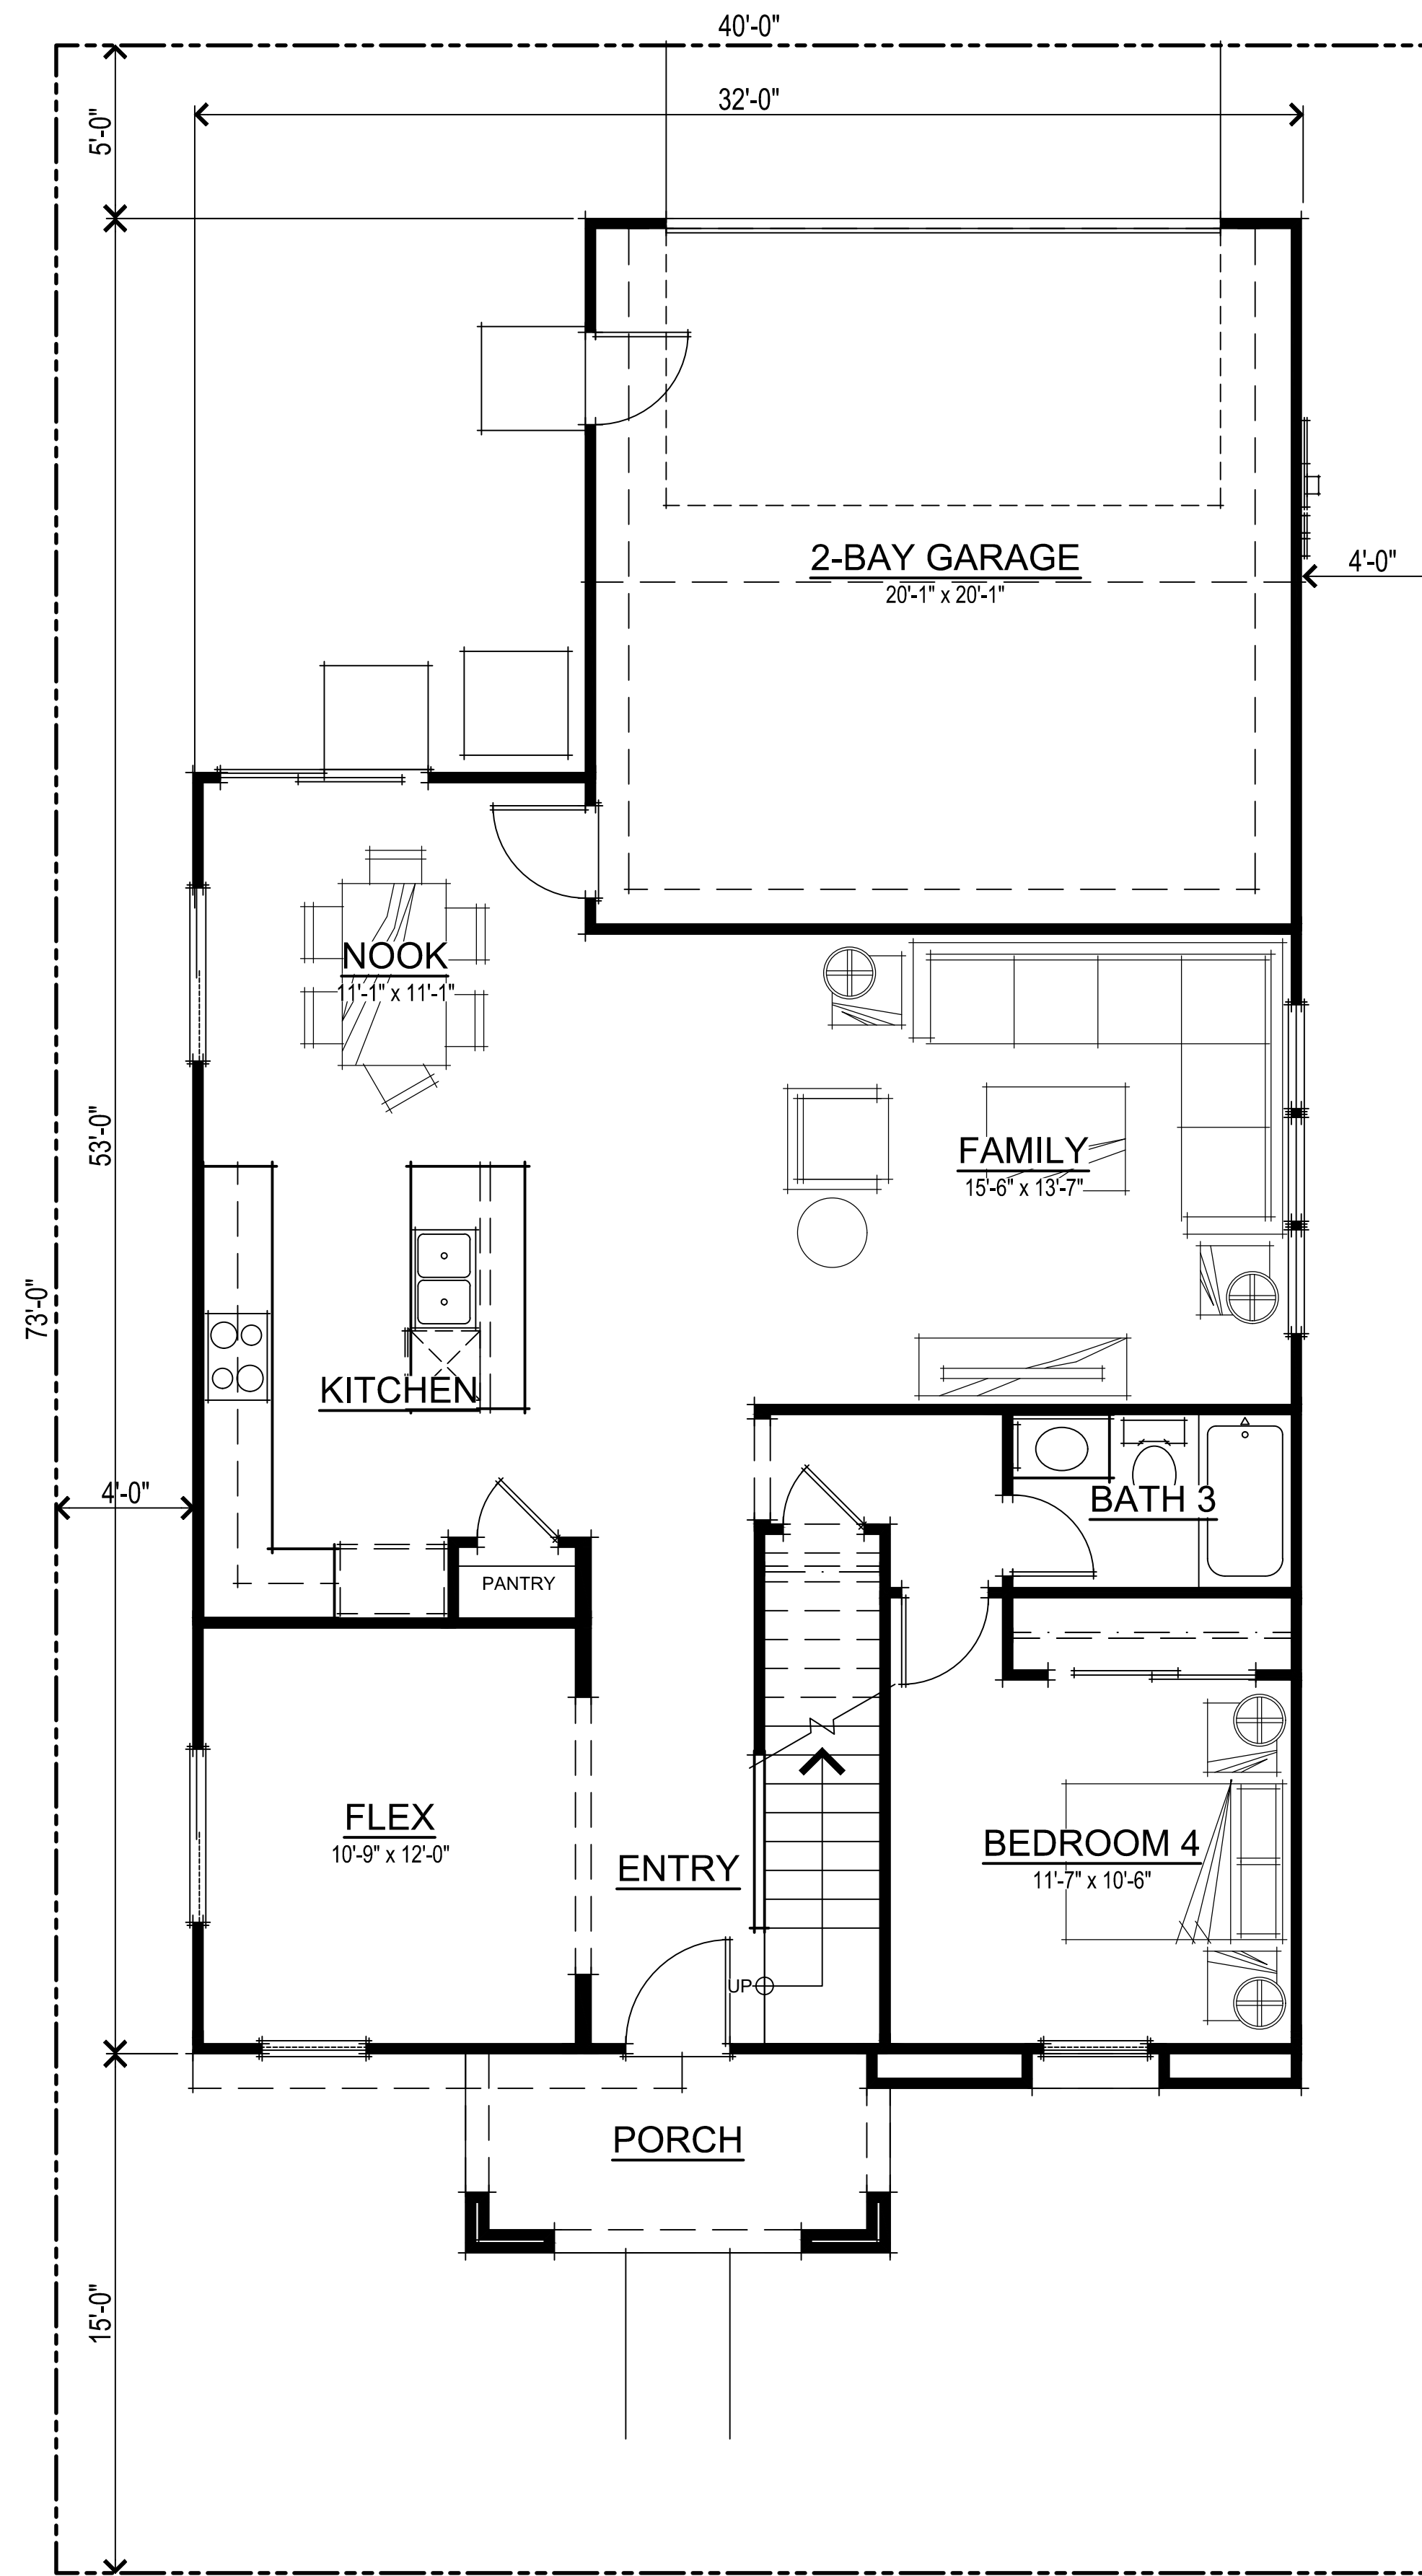 40'-0"
32'-0"
5'-0"
2-BAY GARAGE
20'-1" x 20'-1"
4'-0"
NOOK
11'-1" x 11'-1"
53'-0"
FAMILY
15'-6" x 13'-7"
73'-0"
KITCHEN
4'-0"
BATH 3
PANTRY
FLEX
10'-9" x 12'-0"
ENTRY
BEDROOM 4
11'-7" x 10'-6"
UP
PORCH
15'-0"